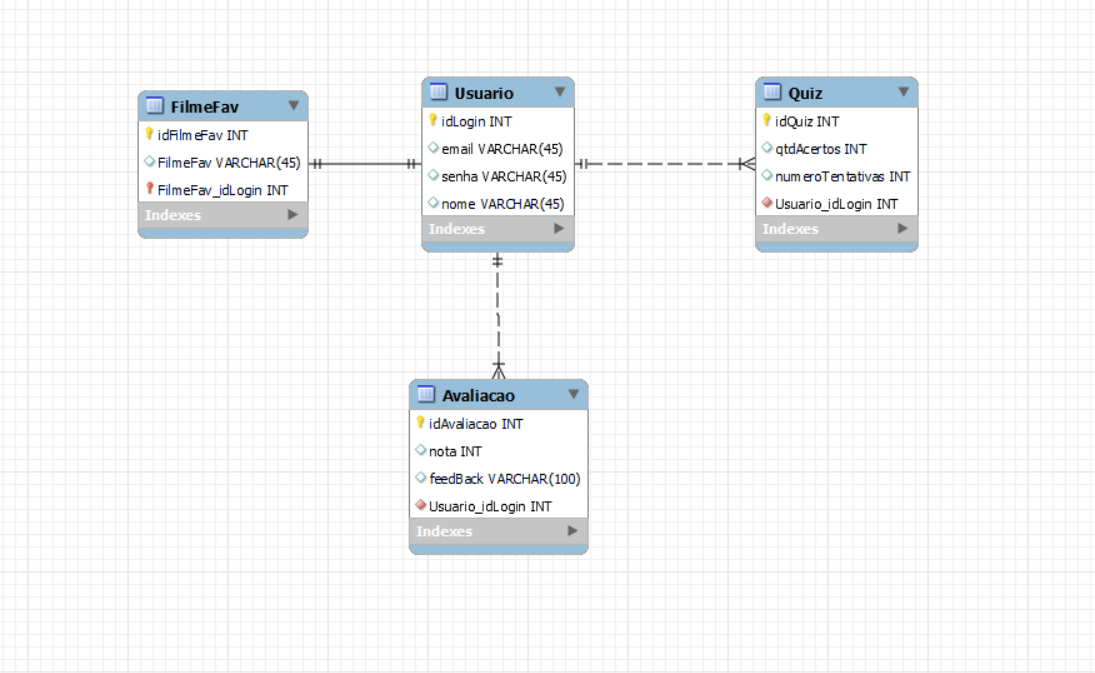 FilmeFav
idFilmeFav INT
FilmeFav VARCHAR(45)
FilmeFav_idLogin INT
Indexes
Usuario
idLogin INT
email VARCHAR(45)
senha VARCHAR(45)
nome VARCHAR(45)
Indexes
Quiz
idQuiz INT
qtdAcertos INT
numeroTentativas INT
Usuario_idLogin INT
Indexes
Avaliacao
idAvaliacao INT
nota INT
feedBack VARCHAR(100)
Usuario_idLogin INT
Indexes